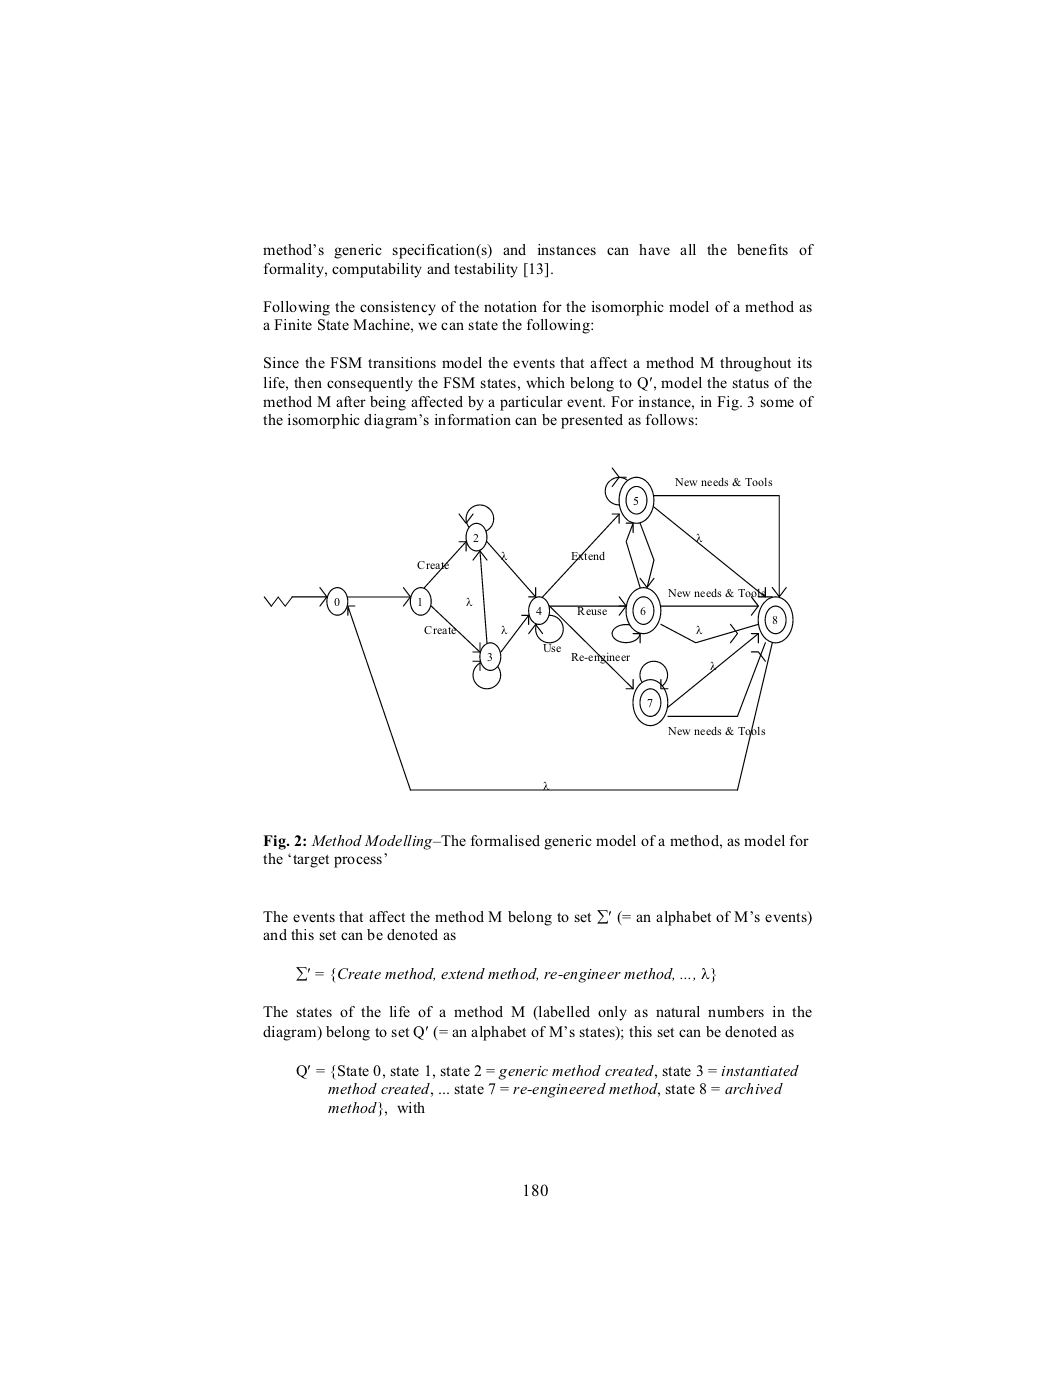 method's generic specification(s) and instances can have all the benefits of
formality, computability and testability [13].
Following the consistency of the notation for the isomorphic model of a method as
a Finite State Machine, we can state the following:
Since the FSM transitions model the events that affect a method M throughout its
life, then consequently the FSM states, which belong to Q′, model the status of the
method M after being affected by a particular event. For instance, in Fig. 3 some of
the isomorphic diagram's information can be presented as follows:
New needs & Tools
5
2
λ
Create
λ
Extend
New needs & Tools
0
1
λ
4
Reuse
6
8
Create
λ
λ
Use
3
Re-engineer
λ
7
New needs & Tools
λ
Fig. 2: Method Modelling–The formalised generic model of a method, as model for
the 'target process'
The events that affect the method M belong to set Σ′ (= an alphabet of M's events)
and this set can be denoted as
Σ′ = {Create method, extend method, re-engineer method, ..., λ}
The states of the life of a method M (labelled only as natural numbers in the
diagram) belong to set Q′ (= an alphabet of M's states); this set can be denoted as
Q′ = {State 0, state 1, state 2 = generic method created, state 3 = instantiated
method created, ... state 7 = re-engineered method, state 8 = archived
method}, with
180